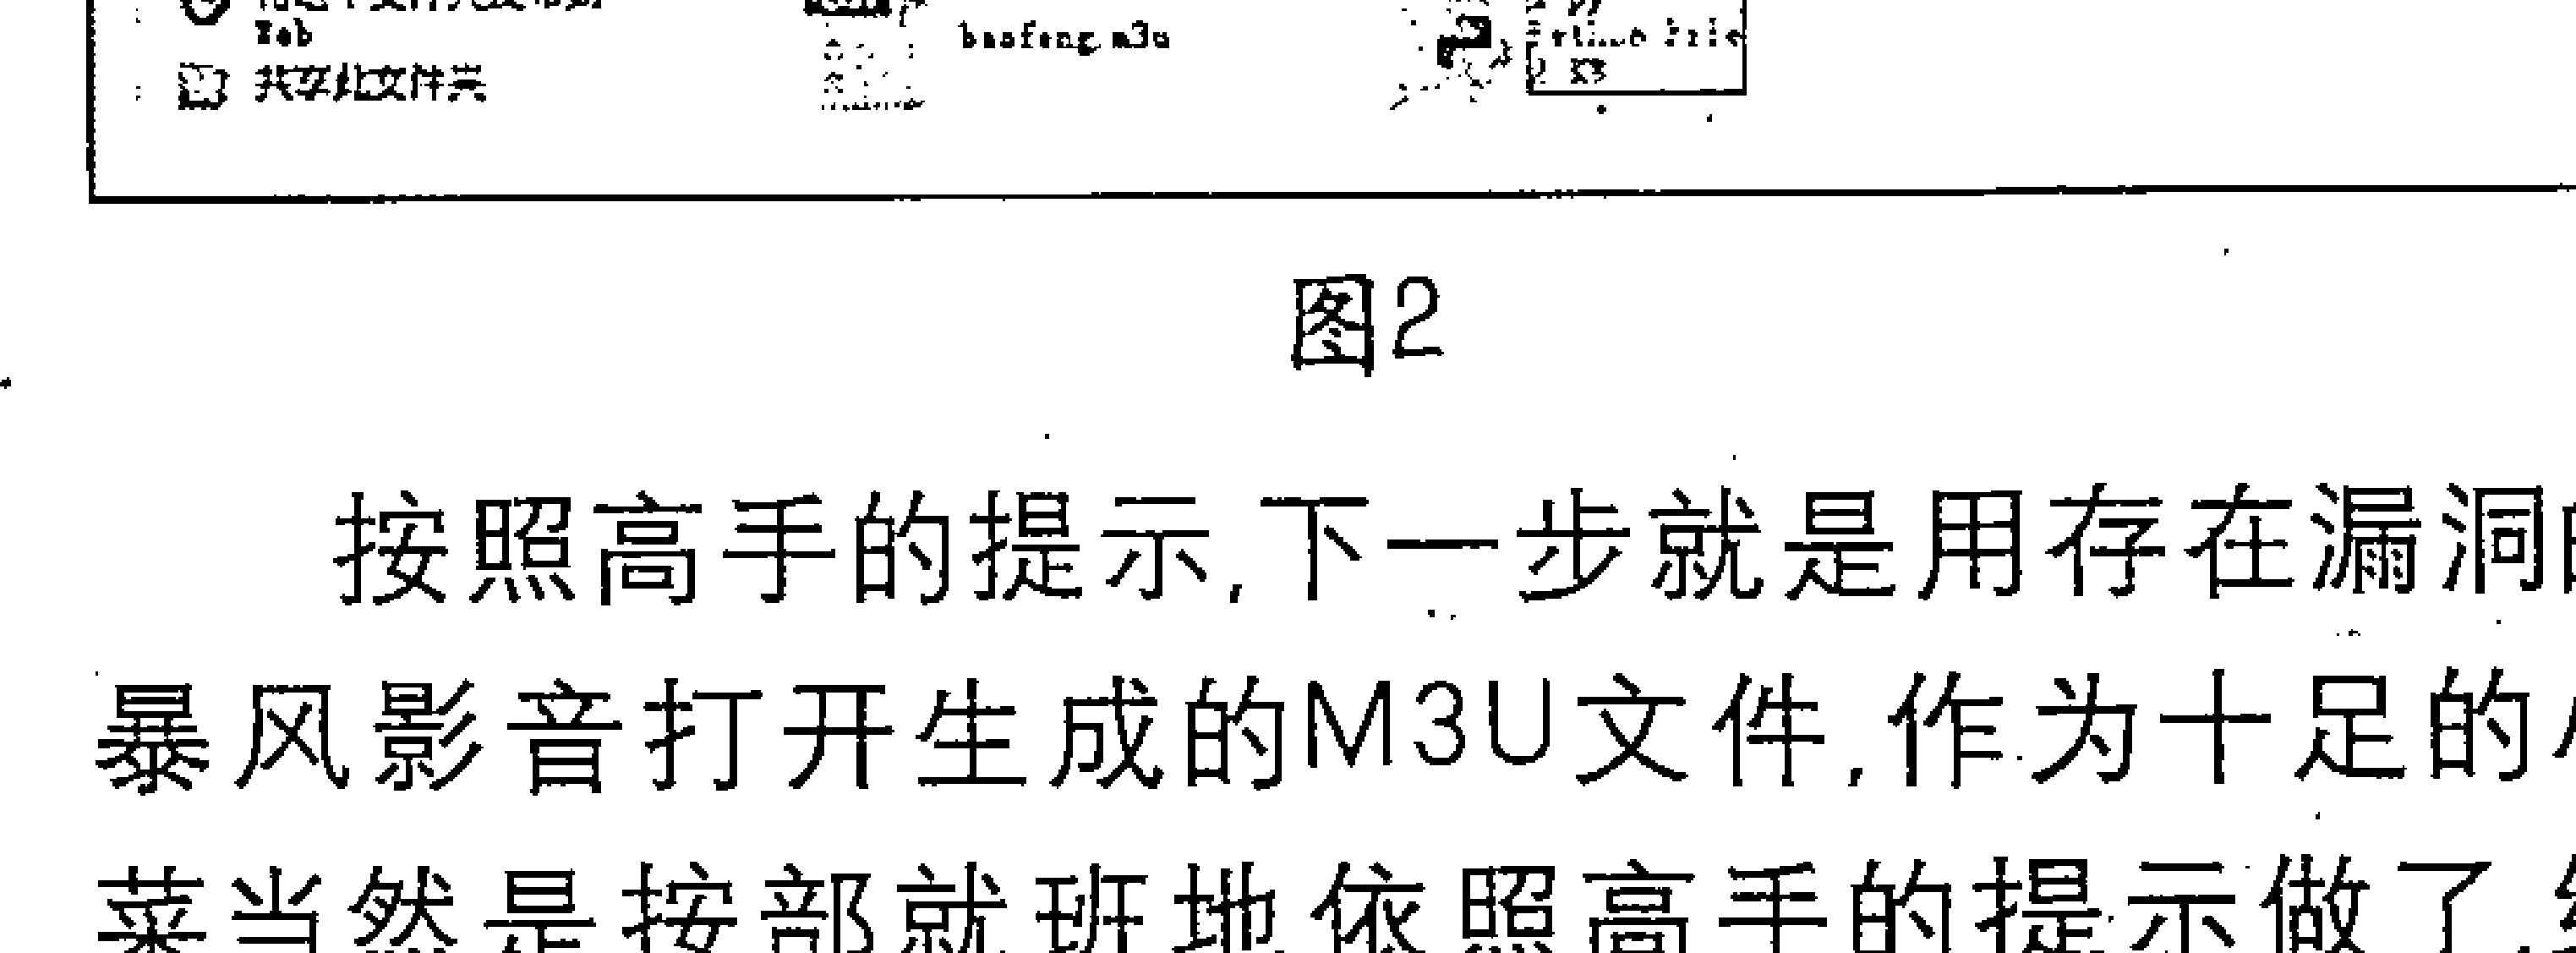 Web
baofeng.m3u
共享此文件夹
图2
按照高手的提示,下一步就是用存在漏洞的
暴风影音打开生成的M3U文件,作为十足的
菜当然是按部就班地依照高手的提示做了,